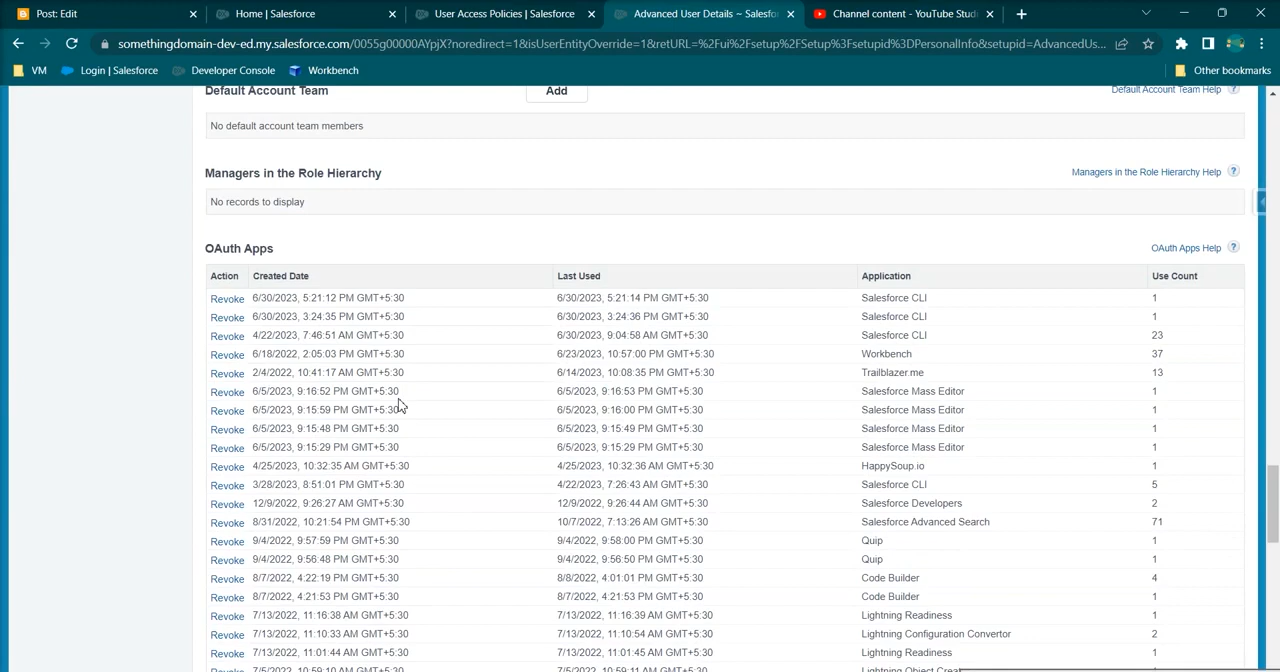 Post: Edit
Home | Salesforce
User Access Policies | Salesforce
Advanced User Details ~ Salesfo
Channel content - YouTube Stud
somethingdomain-dev-ed.my.salesforce.com/0055g00000AYpjX?noredirect=1&isUserEntityOverride=1&retURL=%2Fui%2Fsetup%2FSetup%3Fsetupid%3DPersonalInfo&setupid=AdvancedUs...
VM
Login | Salesforce
Developer Console
Workbench
Other bookmarks
Default Account Team
Add
Default Account Team Help ?
No default account team members
Managers in the Role Hierarchy
Managers in the Role Hierarchy Help ?
No records to display
OAuth Apps
OAuth Apps Help ?
Action Created Date Last Used Application Use Count
Revoke 6/30/2023, 5:21:12 PM GMT+5:30 6/30/2023, 5:21:14 PM GMT+5:30 Salesforce CLI 1
Revoke 6/30/2023, 3:24:35 PM GMT+5:30 6/30/2023, 3:24:36 PM GMT+5:30 Salesforce CLI 1
Revoke 4/22/2023, 7:46:51 AM GMT+5:30 6/30/2023, 9:04:58 AM GMT+5:30 Salesforce CLI 23
Revoke 6/18/2022, 2:05:03 PM GMT+5:30 6/23/2023, 10:57:00 PM GMT+5:30 Workbench 37
Revoke 2/4/2022, 10:41:17 AM GMT+5:30 6/14/2023, 10:08:35 PM GMT+5:30 Trailblazer.me 13
Revoke 6/5/2023, 9:16:52 PM GMT+5:30 6/5/2023, 9:16:53 PM GMT+5:30 Salesforce Mass Editor 1
Revoke 6/5/2023, 9:15:59 PM GMT+5:30 6/5/2023, 9:16:00 PM GMT+5:30 Salesforce Mass Editor 1
Revoke 6/5/2023, 9:15:48 PM GMT+5:30 6/5/2023, 9:15:49 PM GMT+5:30 Salesforce Mass Editor 1
Revoke 6/5/2023, 9:15:29 PM GMT+5:30 6/5/2023, 9:15:29 PM GMT+5:30 Salesforce Mass Editor 1
Revoke 4/25/2023, 10:32:35 AM GMT+5:30 4/25/2023, 10:32:36 AM GMT+5:30 HappySoup.io 1
Revoke 3/28/2023, 8:51:01 PM GMT+5:30 4/22/2023, 7:26:43 AM GMT+5:30 Salesforce CLI 5
Revoke 12/9/2022, 9:26:27 AM GMT+5:30 12/9/2022, 9:26:44 AM GMT+5:30 Salesforce Developers 2
Revoke 8/31/2022, 10:21:54 PM GMT+5:30 10/7/2022, 7:13:26 AM GMT+5:30 Salesforce Advanced Search 71
Revoke 9/4/2022, 9:57:59 PM GMT+5:30 9/4/2022, 9:58:00 PM GMT+5:30 Quip 1
Revoke 9/4/2022, 9:56:48 PM GMT+5:30 9/4/2022, 9:56:50 PM GMT+5:30 Quip 1
Revoke 8/7/2022, 4:22:19 PM GMT+5:30 8/8/2022, 4:01:01 PM GMT+5:30 Code Builder 4
Revoke 8/7/2022, 4:21:53 PM GMT+5:30 8/7/2022, 4:21:53 PM GMT+5:30 Code Builder 1
Revoke 7/13/2022, 11:16:38 AM GMT+5:30 7/13/2022, 11:16:39 AM GMT+5:30 Lightning Readiness 1
Revoke 7/13/2022, 11:10:33 AM GMT+5:30 7/13/2022, 11:10:54 AM GMT+5:30 Lightning Configuration Convertor 2
Revoke 7/13/2022, 11:01:44 AM GMT+5:30 7/13/2022, 11:01:45 AM GMT+5:30 Lightning Readiness 1
Revoke 7/5/2022, 10:59:10 AM GMT+5:30 7/5/2022, 10:59:11 AM GMT+5:30 Lightning Object Crea